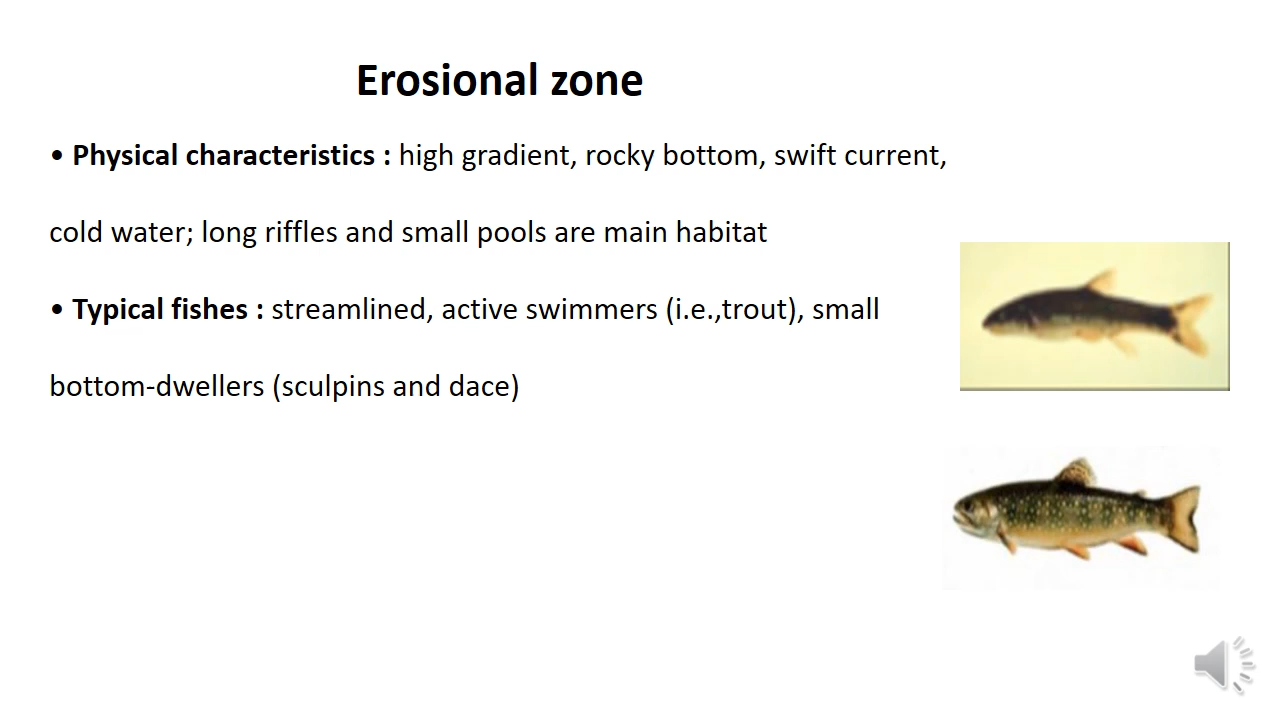 Erosional zone
• Physical characteristics : high gradient, rocky bottom, swift current,
cold water; long riffles and small pools are main habitat
• Typical fishes : streamlined, active swimmers (i.e.,trout), small
bottom-dwellers (sculpins and dace)